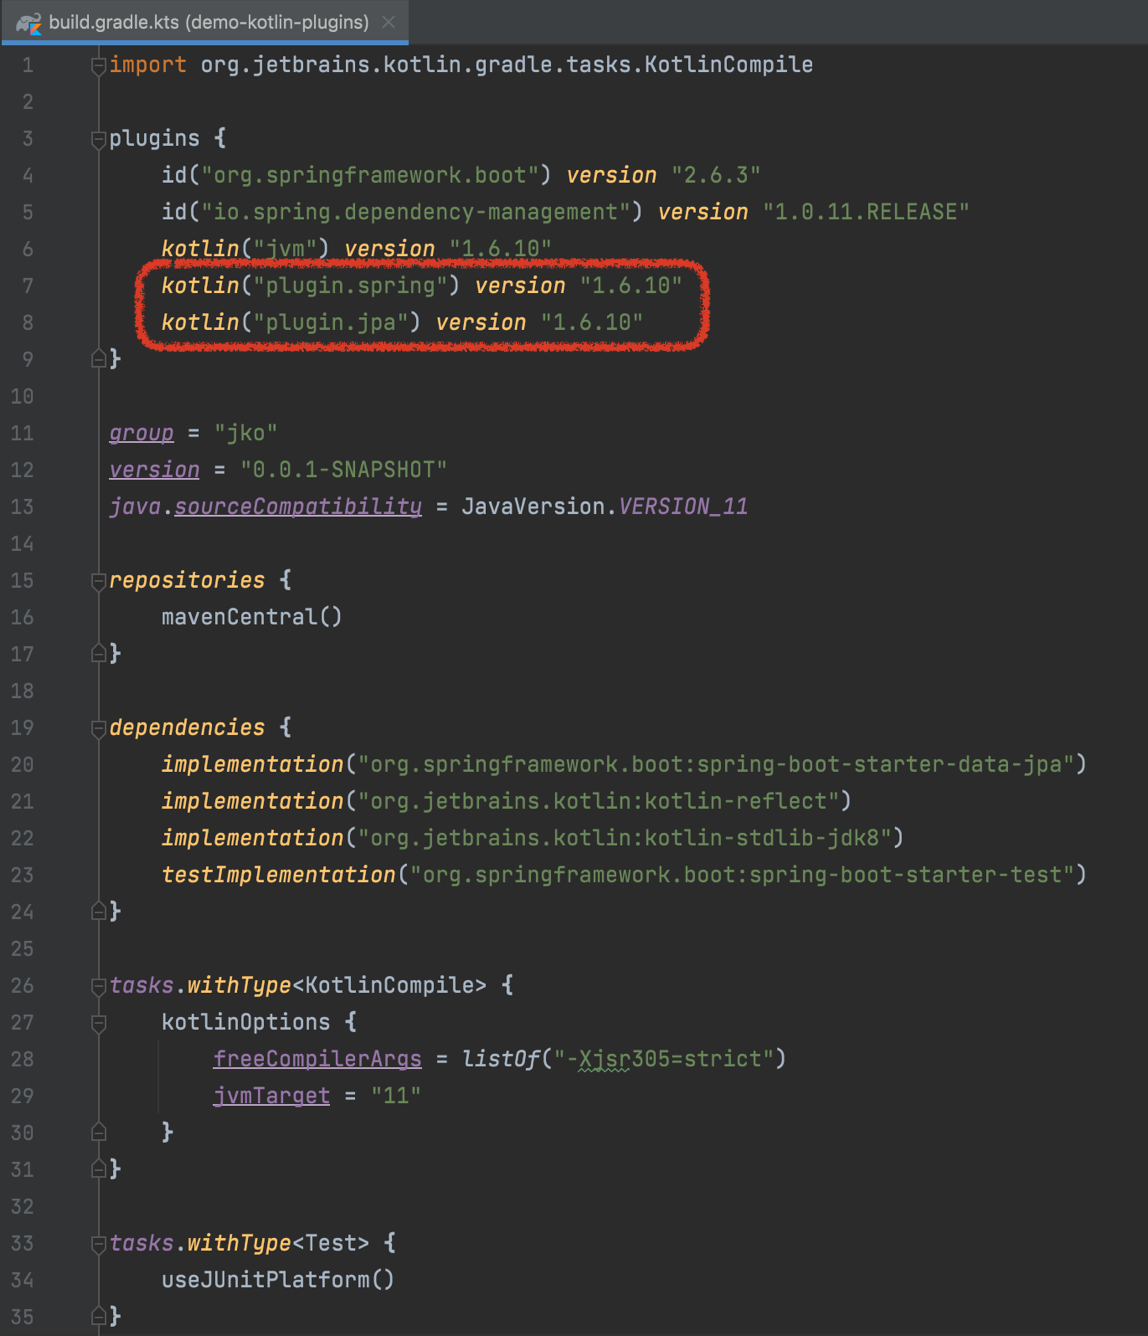 build.gradle.kts (demo-kotlin-plugins)
1 import org.jetbrains.kotlin.gradle.tasks.KotlinCompile
2
3 plugins {
4 id("org.springframework.boot") version "2.6.3"
5 id("io.spring.dependency-management") version "1.0.11.RELEASE"
6 kotlin("jvm") version "1.6.10"
7 kotlin("plugin.spring") version "1.6.10"
8 kotlin("plugin.jpa") version "1.6.10"
9 }
10
11 group = "jko"
12 version = "0.0.1-SNAPSHOT"
13 java.sourceCompatibility = JavaVersion.VERSION_11
14
15 repositories {
16 mavenCentral()
17 }
18
19 dependencies {
20 implementation("org.springframework.boot:spring-boot-starter-data-jpa")
21 implementation("org.jetbrains.kotlin:kotlin-reflect")
22 implementation("org.jetbrains.kotlin:kotlin-stdlib-jdk8")
23 testImplementation("org.springframework.boot:spring-boot-starter-test")
24 }
25
26 tasks.withType<KotlinCompile> {
27 kotlinOptions {
28 freeCompilerArgs = listOf("-Xjsr305=strict")
29 jvmTarget = "11"
30 }
31 }
32
33 tasks.withType<Test> {
34 useJUnitPlatform()
35 }